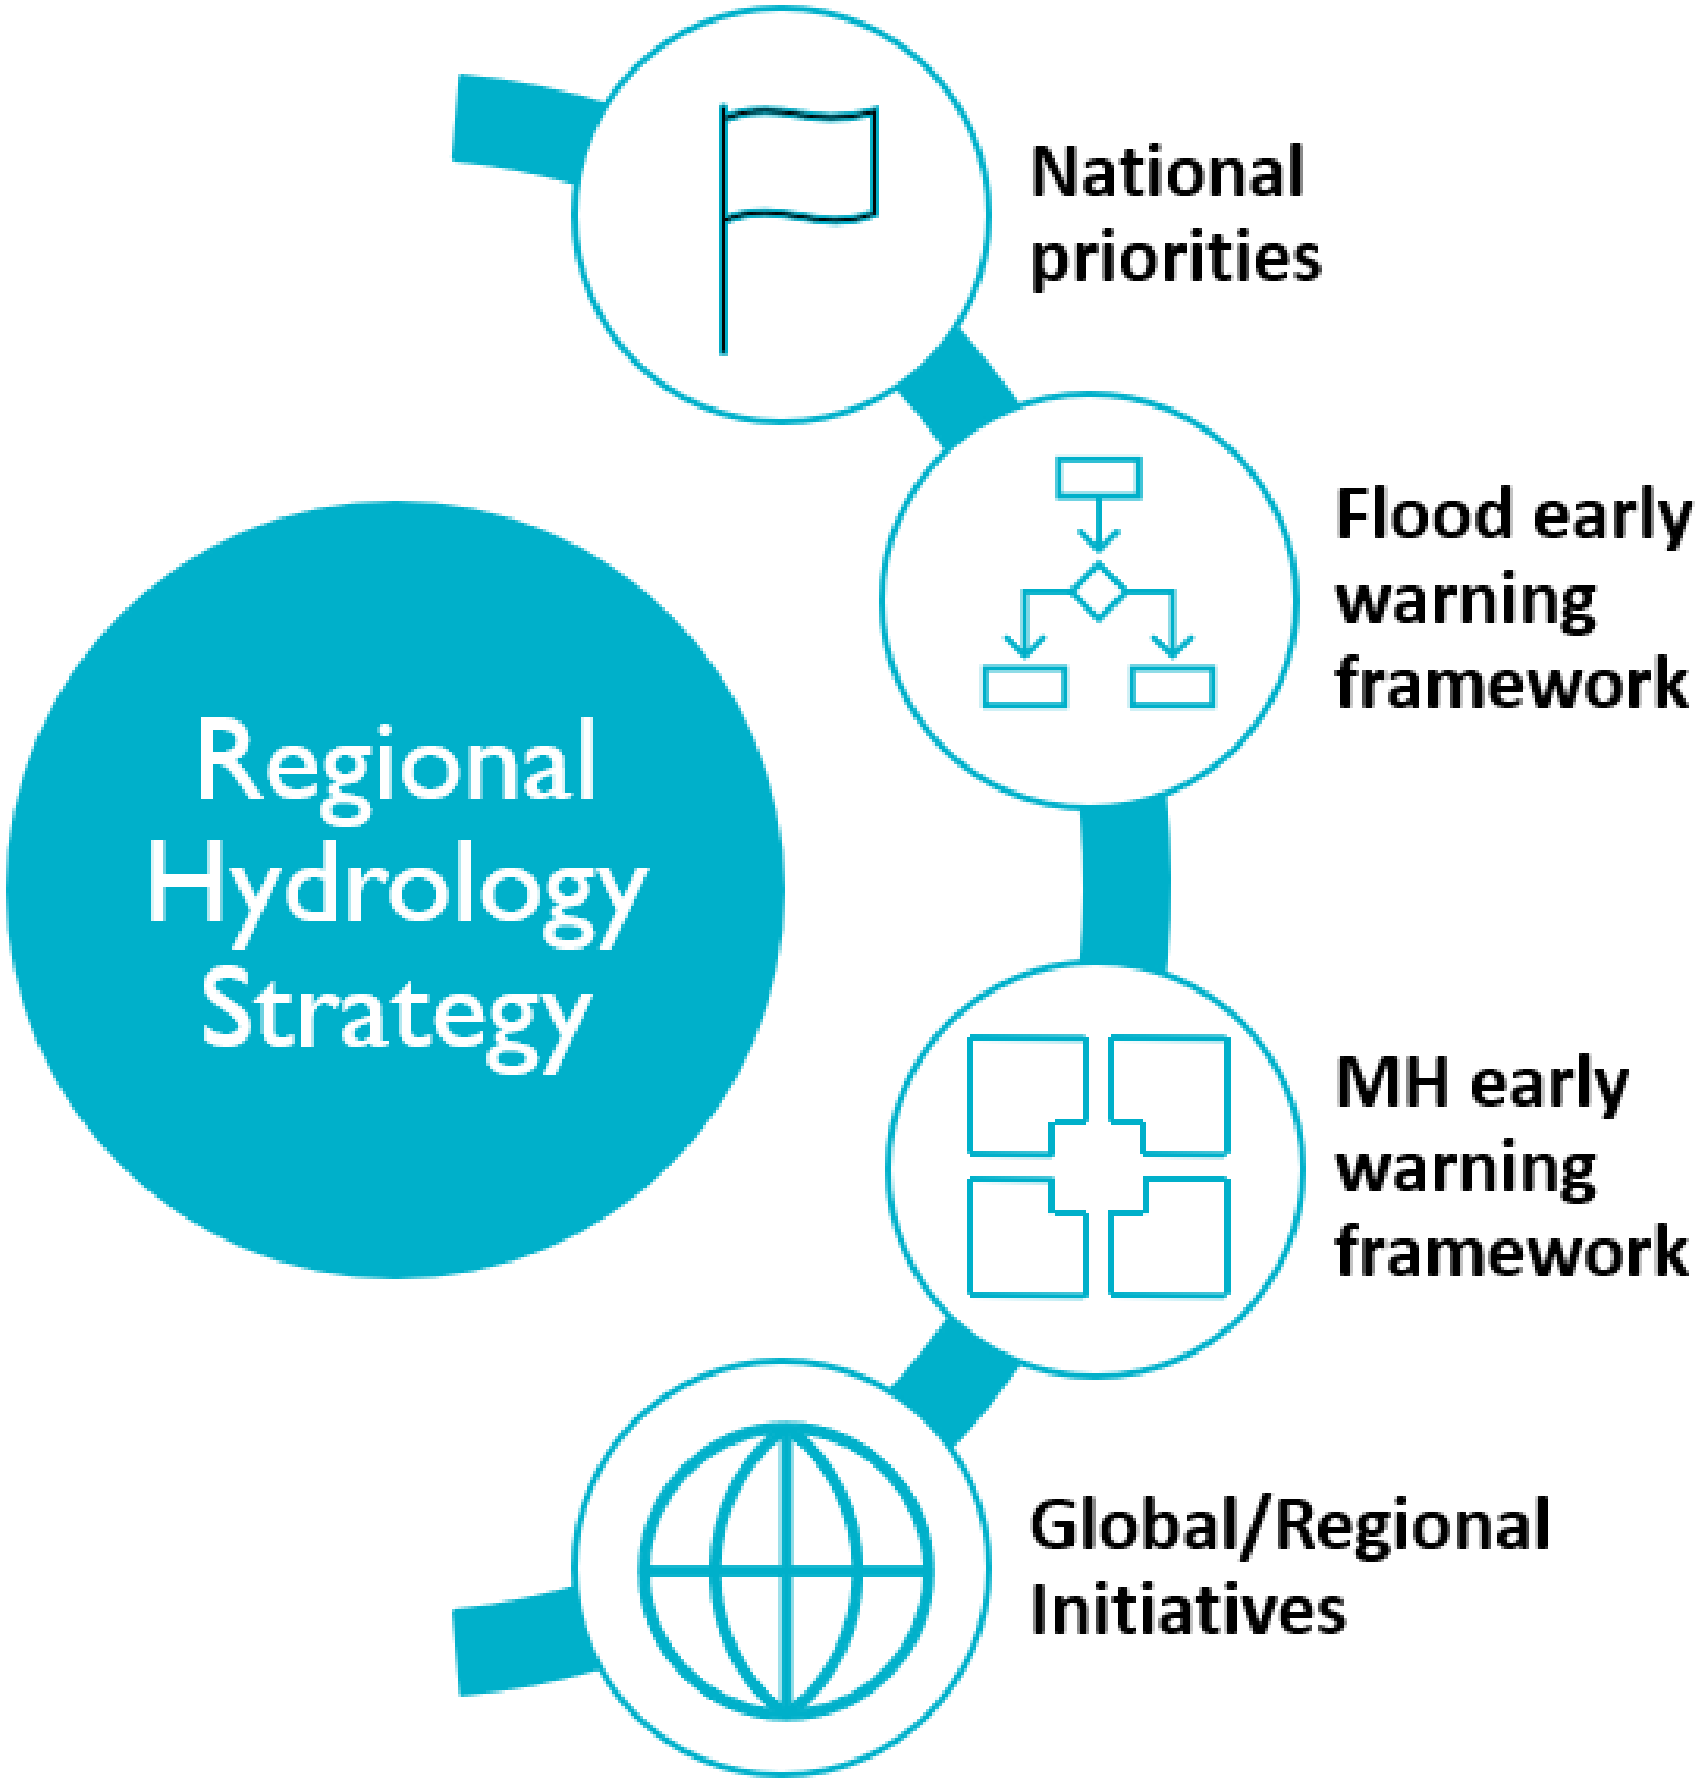 National
priorities
Flood early
warning
framework
Regional
Hydrology
Strategy
MH early
warning
framework
Global/Regional
Initiatives